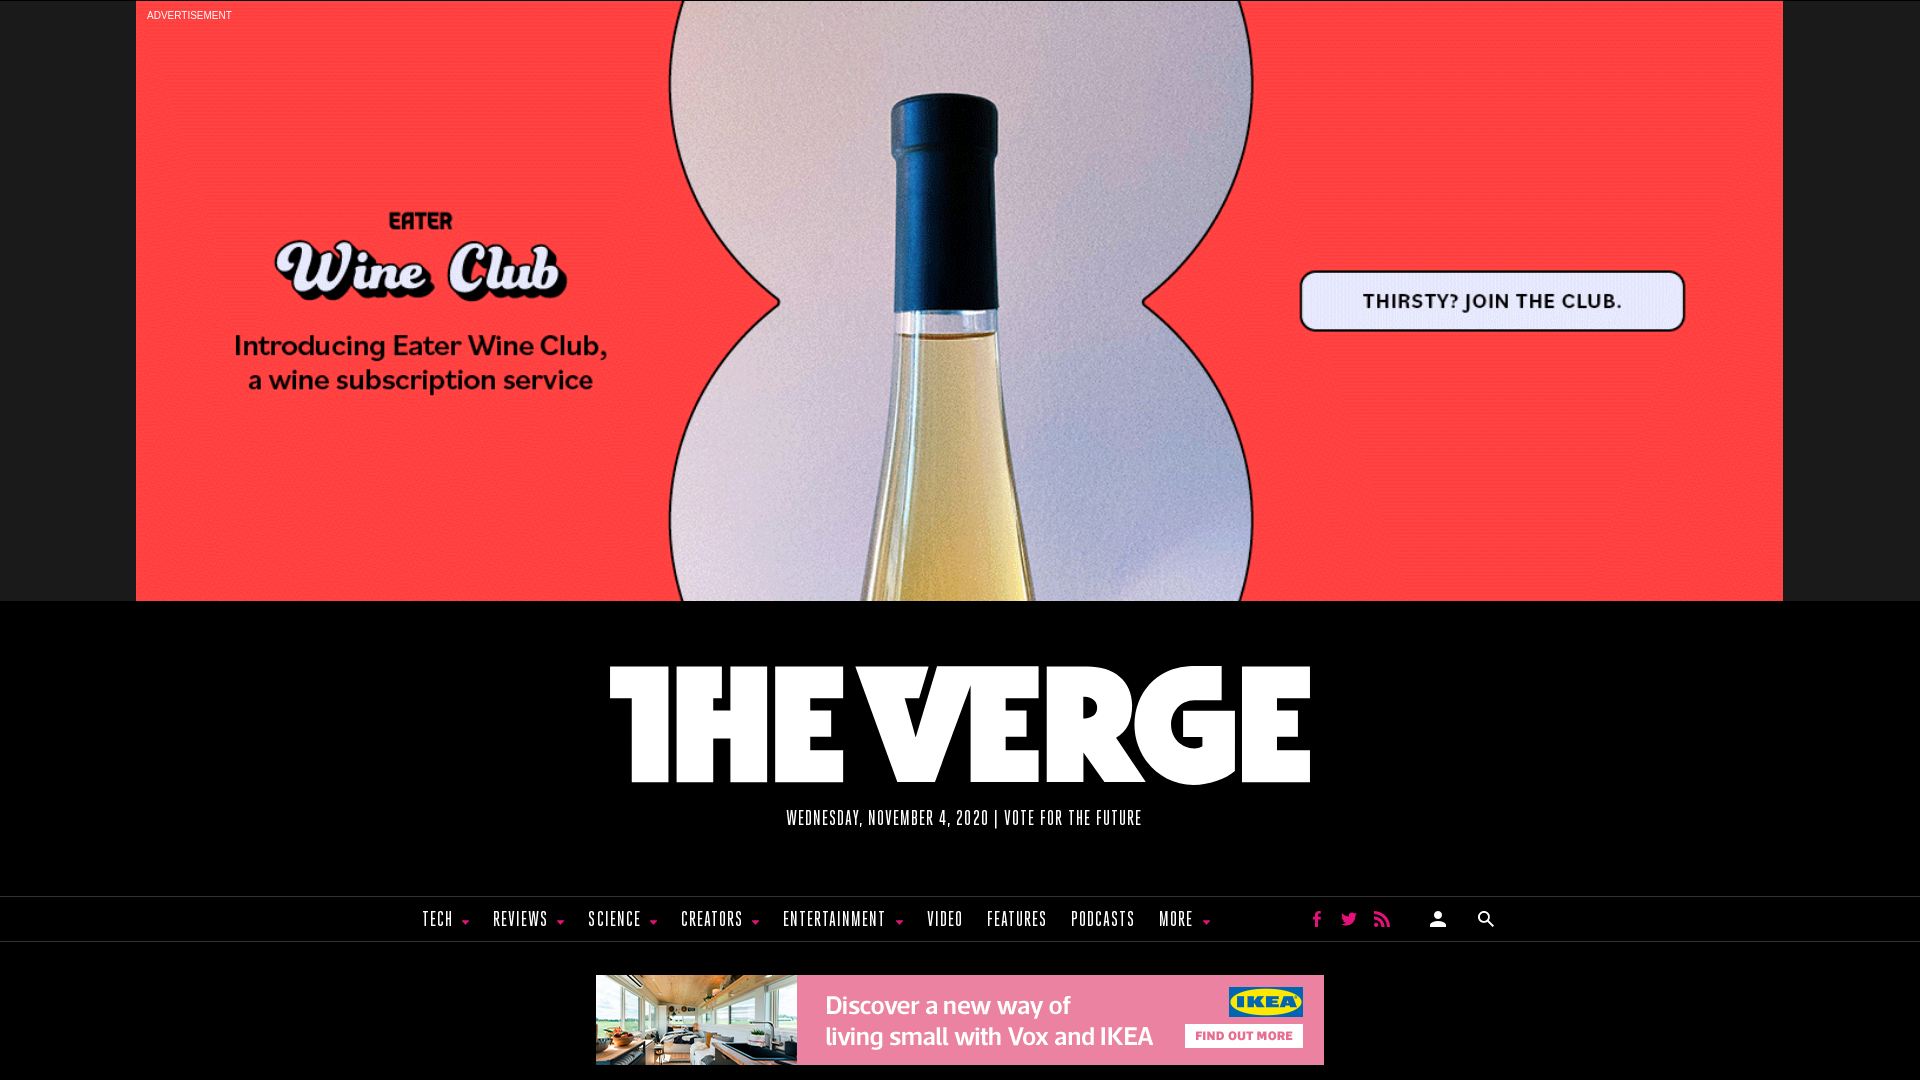 ADVERTISEMENT
EATER
Wine Club
Introducing Eater Wine Club,
a wine subscription service
THIRSTY? JOIN THE CLUB.
THE VERGE
WEDNESDAY, NOVEMBER 4, 2020 | VOTE FOR THE FUTURE
TECH REVIEWS SCIENCE CREATORS ENTERTAINMENT VIDEO FEATURES PODCASTS MORE
Discover a new way of
living small with Vox and IKEA
IKEA
FIND OUT MORE